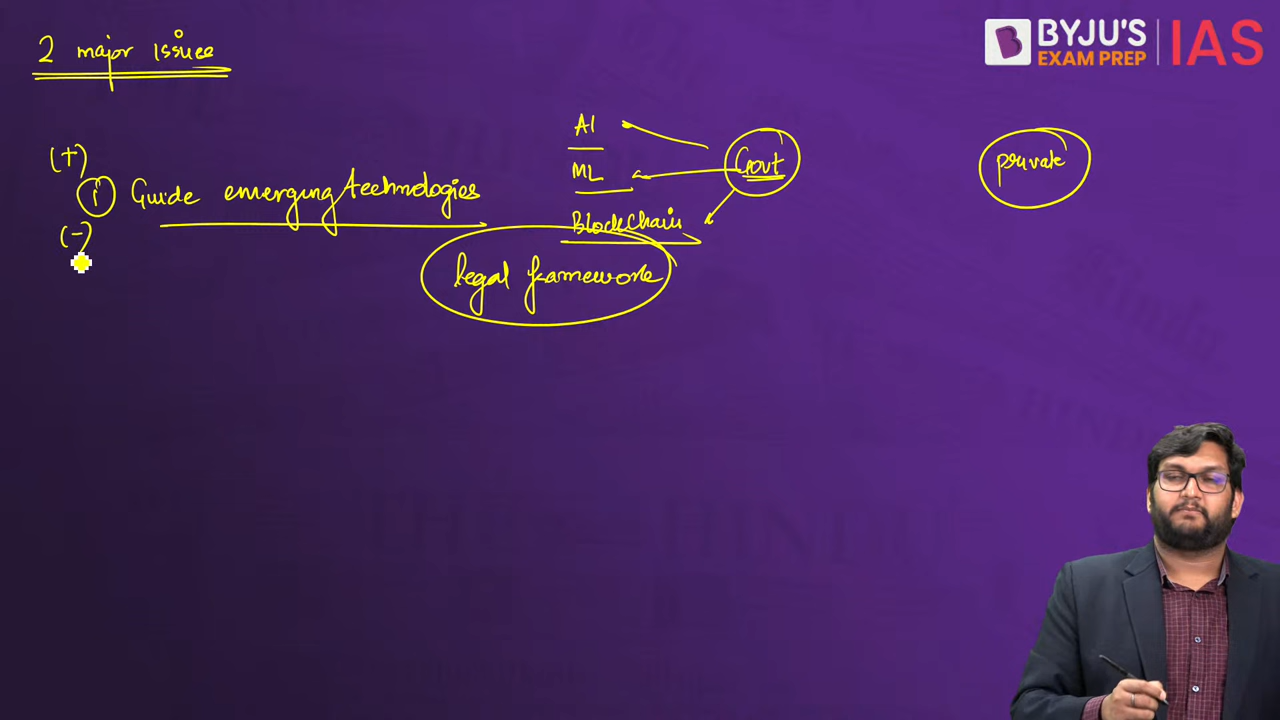 2 major issues
BYJU'S
EXAM PREP
IAS
(+)
AI
Govt
private
ML
1 Guide emerging technologies
Blockchain
(-)
legal framework